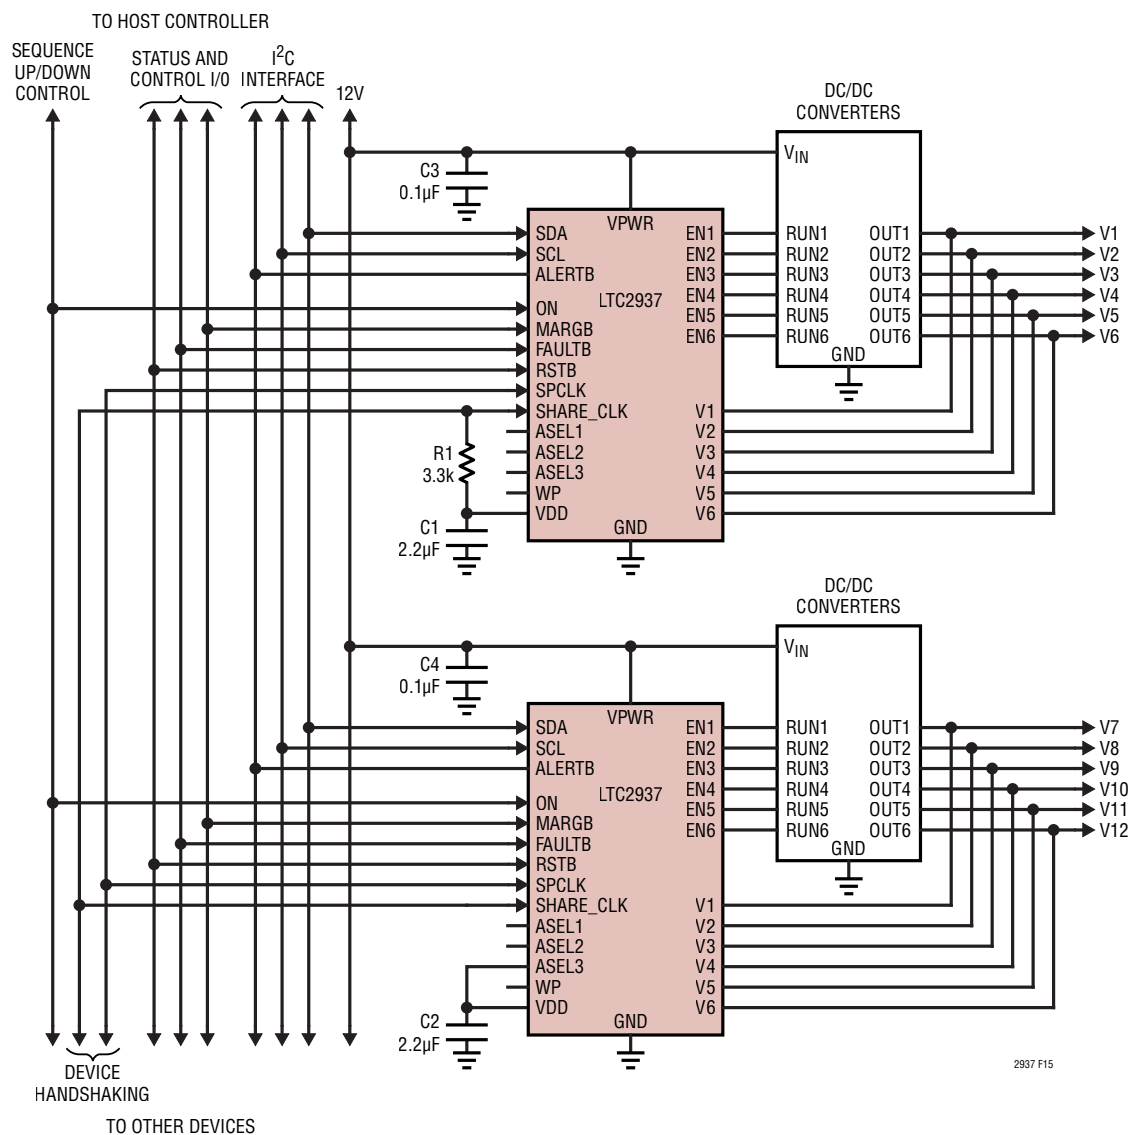 TO HOST CONTROLLER
SEQUENCE
UP/DOWN
CONTROL
STATUS AND
CONTROL I/0
I2C
INTERFACE
12V
DC/DC
CONVERTERS
C3
0.1µF
VIN
VPWR
SDA
SCL
ALERTB
ON
MARGB
FAULTB
RSTB
SPCLK
SHARE_CLK
ASEL1
ASEL2
ASEL3
WP
VDD
LTC2937
GND
EN1
EN2
EN3
EN4
EN5
EN6
V1
V2
V3
V4
V5
V6
RUN1
RUN2
RUN3
RUN4
RUN5
RUN6
OUT1
OUT2
OUT3
OUT4
OUT5
OUT6
GND
V1
V2
V3
V4
V5
V6
R1
3.3k
C1
2.2µF
DC/DC
CONVERTERS
C4
0.1µF
VIN
VPWR
SDA
SCL
ALERTB
ON
MARGB
FAULTB
RSTB
SPCLK
SHARE_CLK
ASEL1
ASEL2
ASEL3
WP
VDD
LTC2937
GND
EN1
EN2
EN3
EN4
EN5
EN6
V1
V2
V3
V4
V5
V6
RUN1
RUN2
RUN3
RUN4
RUN5
RUN6
OUT1
OUT2
OUT3
OUT4
OUT5
OUT6
GND
V7
V8
V9
V10
V11
V12
C2
2.2µF
DEVICE
HANDSHAKING
TO OTHER DEVICES
2937 F15